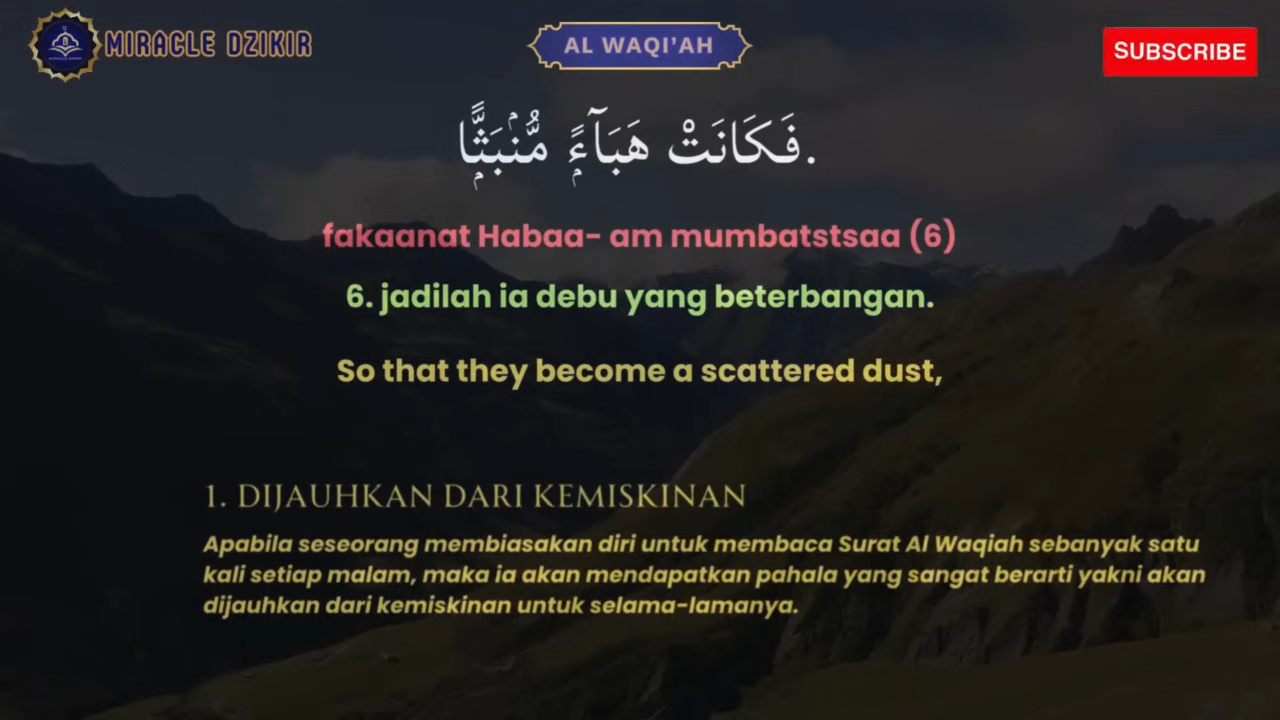 MIRACLE DZIKIR
AL WAQI'AH
SUBSCRIBE
فَكَانَتْ هَبَآءً مُّنۢبَثًّا.
fakaanat Habaa- am mumbatstsaa (6)
6. jadilah ia debu yang beterbangan.
So that they become a scattered dust,
1. DIJAUHKAN DARI KEMISKINAN
Apabila seseorang membiasakan diri untuk membaca Surat Al Waqiah sebanyak satu
kali setiap malam, maka ia akan mendapatkan pahala yang sangat berarti yakni akan
dijauhkan dari kemiskinan untuk selama-lamanya.